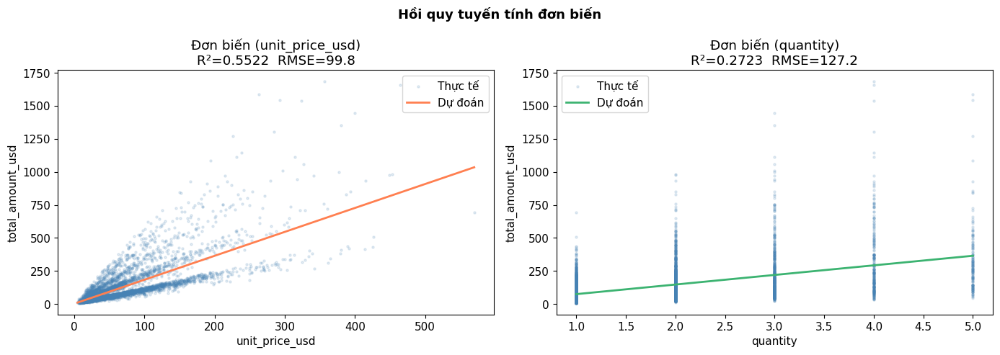 Hồi quy tuyến tính đơn biến
Đơn biến (unit_price_usd)
R²=0.5522  RMSE=99.8
1750
1500
1250
1000
750
500
250
0
total_amount_usd
Thực tế
Dự đoán
0 100 200 300 400 500
unit_price_usd
Đơn biến (quantity)
R²=0.2723  RMSE=127.2
1750
1500
1250
1000
750
500
250
0
total_amount_usd
Thực tế
Dự đoán
1.0 1.5 2.0 2.5 3.0 3.5 4.0 4.5 5.0
quantity